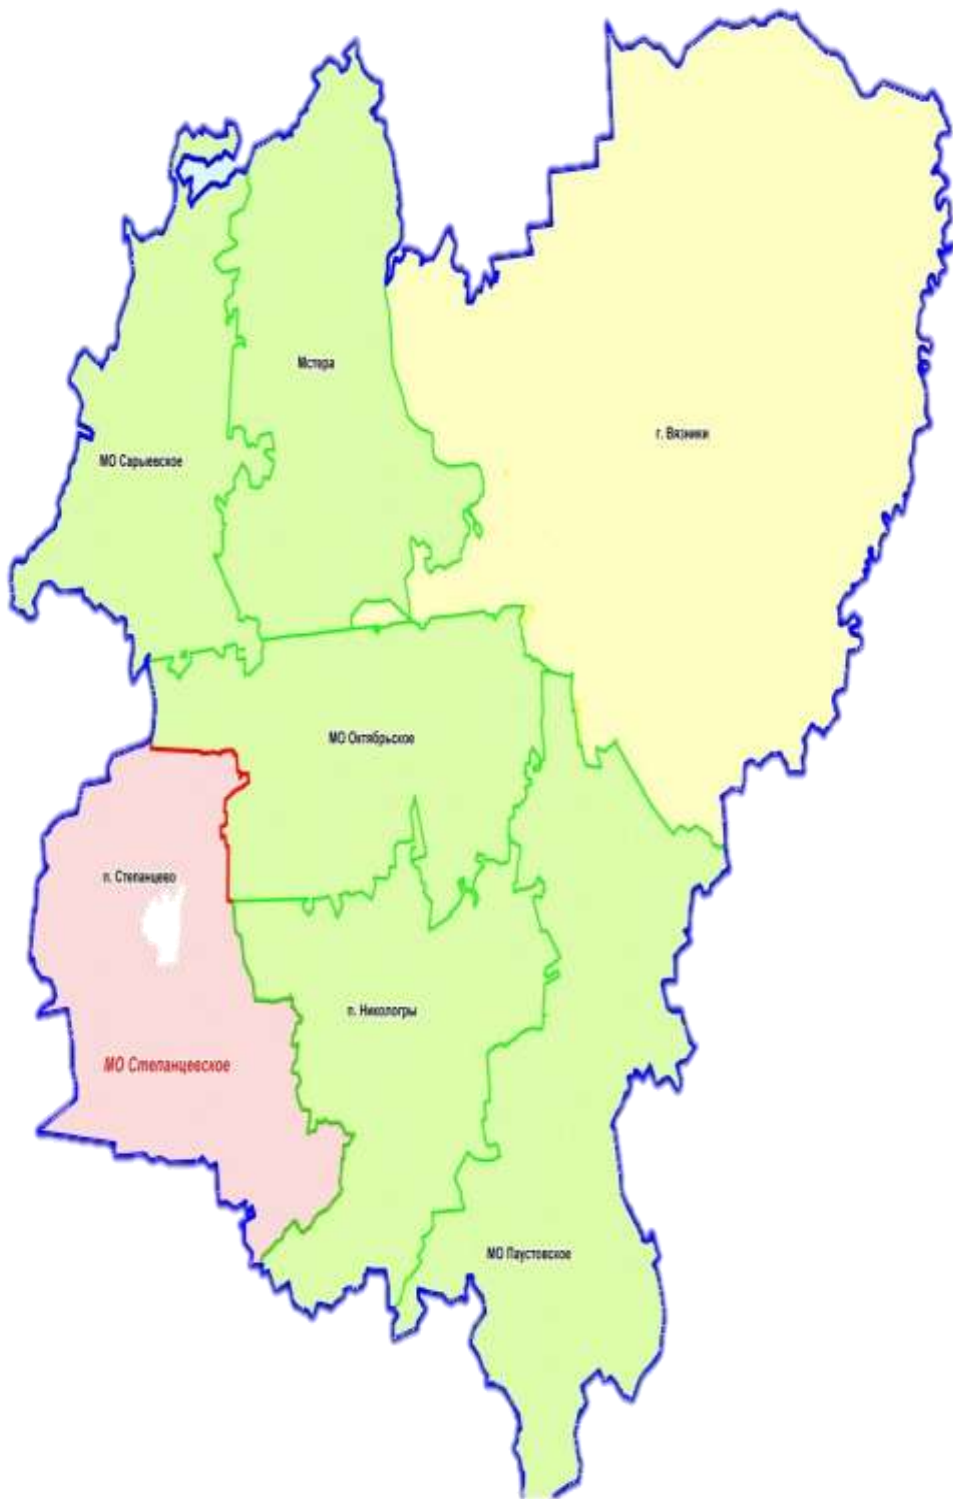 Мстера
г. Вязники
МО Сарыевское
МО Октябрьское
п. Степанцево
п. Никологры
МО Степанцевское
МО Паустовское